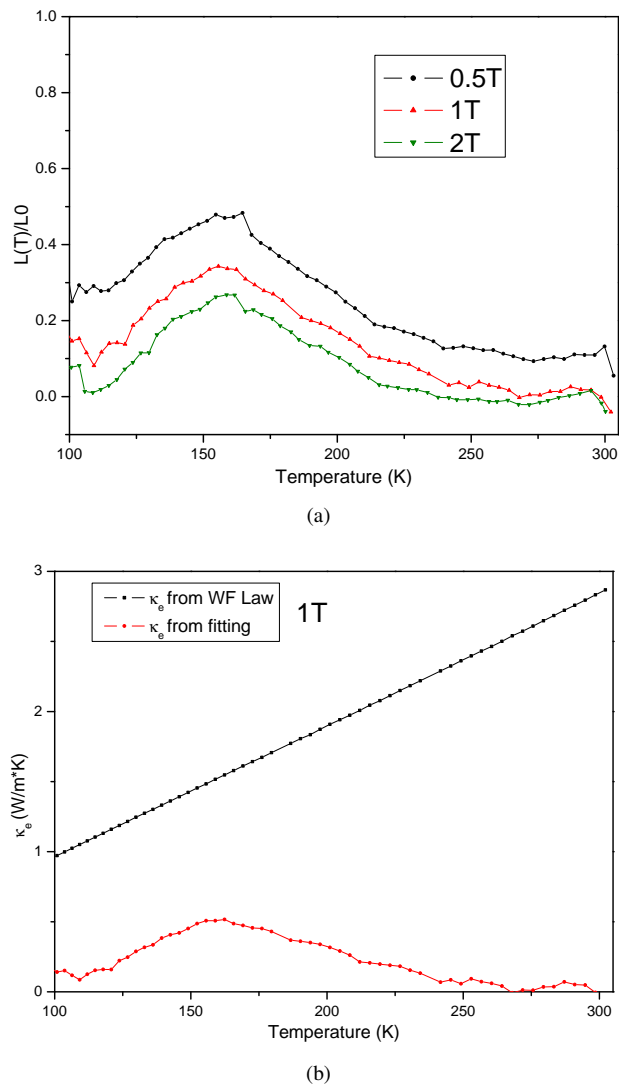 1.0
0.8
0.6
0.4
0.2
0.0
L(T)/L0
0.5T
1T
2T
100 150 200 250 300
Temperature (K)
(a)
3
2
1
0
κe (W/m*K)
κe from WF Law
κe from fitting
1T
100 150 200 250 300
Temperature (K)
(b)